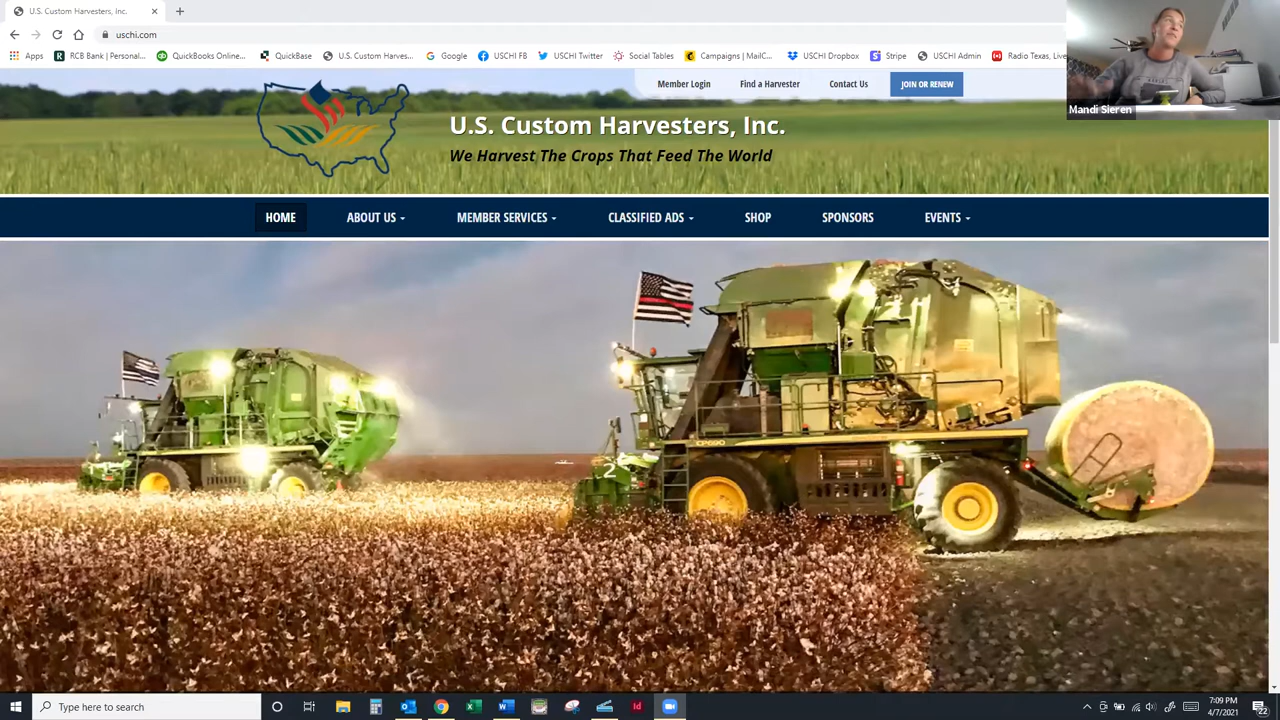 U.S. Custom Harvesters, Inc.
uschi.com
Apps RCB Bank | Personal... QuickBooks Online... QuickBase U.S. Custom Harves... Google USCHI FB USCHI Twitter Social Tables Campaigns | MailC... USCHI Dropbox Stripe USCHI Admin Radio Texas, Live
Mandi Sieren
Member Login Find a Harvester Contact Us JOIN OR RENEW
U.S. Custom Harvesters, Inc.
We Harvest The Crops That Feed The World
HOME ABOUT US MEMBER SERVICES CLASSIFIED ADS SHOP SPONSORS EVENTS
CP690
2
Type here to search
7:09 PM
4/7/2021
22